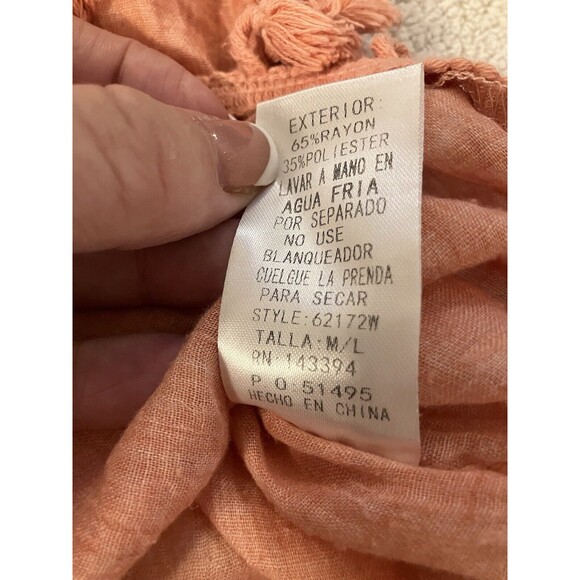 EXTERIOR:
65%RAYON
35%POLIESTER
LAVAR A MANO EN
AGUA FRIA
POR SEPARADO
NO USE
BLANQUEADOR
CUELGUE LA PRENDA
PARA SECAR
STYLE:62172W
TALLA:M/L
RN 143394
P O 51495
HECHO EN CHINA